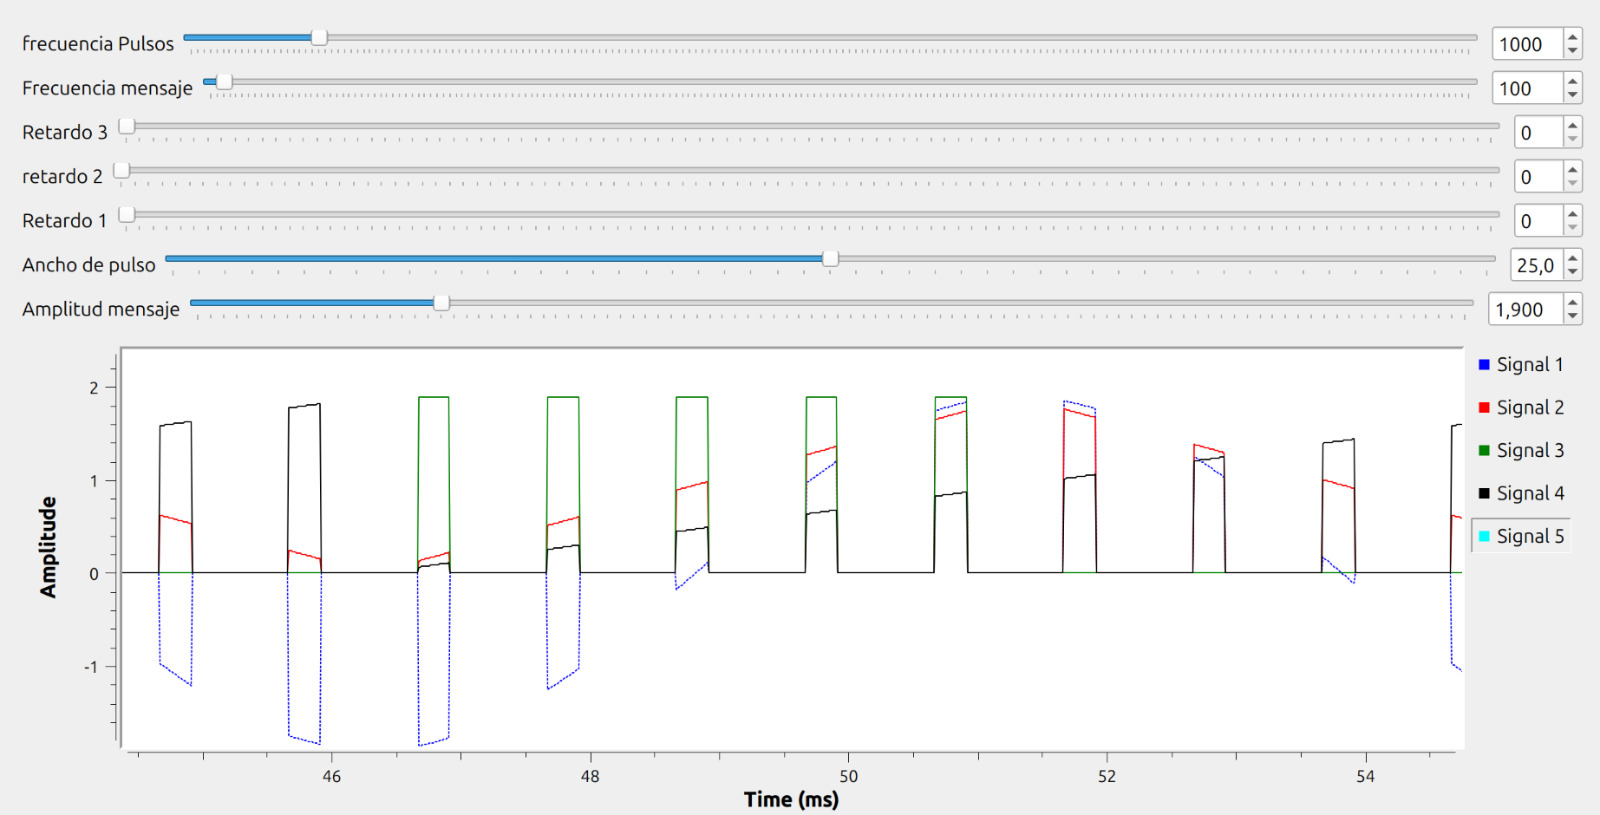 frecuencia Pulsos 1000
Frecuencia mensaje 100
Retardo 3 0
retardo 2 0
Retardo 1 0
Ancho de pulso 25,0
Amplitud mensaje 1,900
2
1
0
-1
Amplitude
46 48 50 52 54
Time (ms)
Signal 1
Signal 2
Signal 3
Signal 4
Signal 5